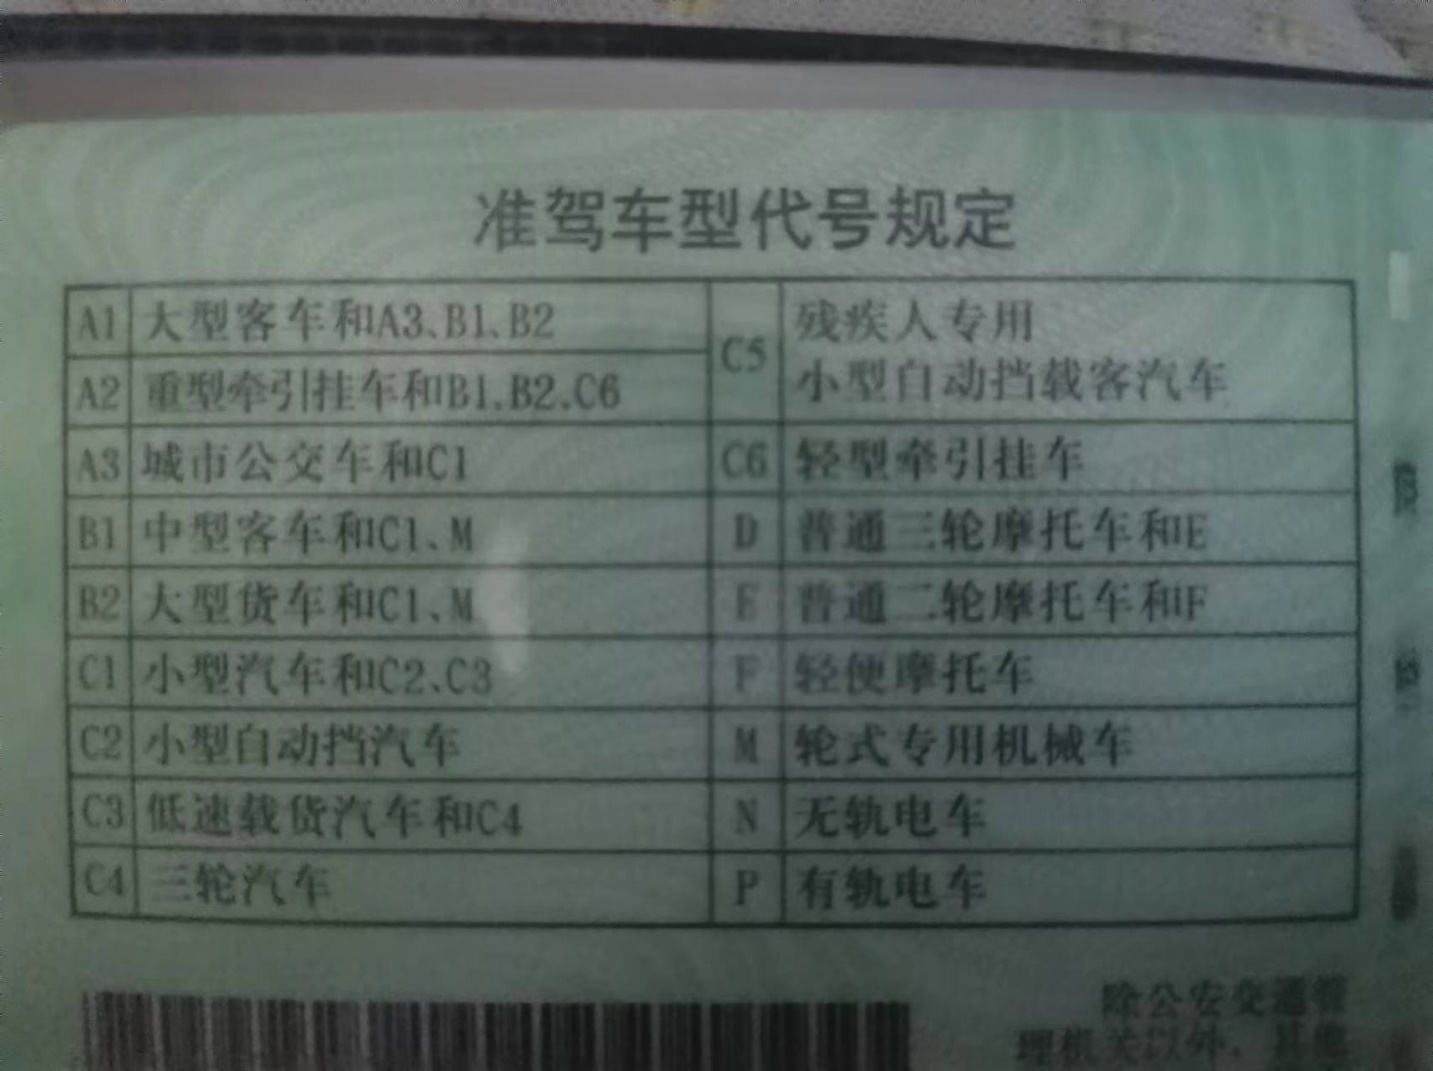 准驾车型代号规定
A1 大型客车和A3、B1、B2
A2 重型牵引挂车和B1、B2、C6
A3 城市公交车和C1
B1 中型客车和C1、M
B2 大型货车和C1、M
C1 小型汽车和C2、C3
C2 小型自动挡汽车
C3 低速载货汽车和C4
C4 三轮汽车
C5 残疾人专用
小型自动挡载客汽车
C6 轻型牵引挂车
D 普通三轮摩托车和E
E 普通二轮摩托车和F
F 轻便摩托车
M 轮式专用机械车
N 无轨电车
P 有轨电车
除公安交通管
理机关以外，其他